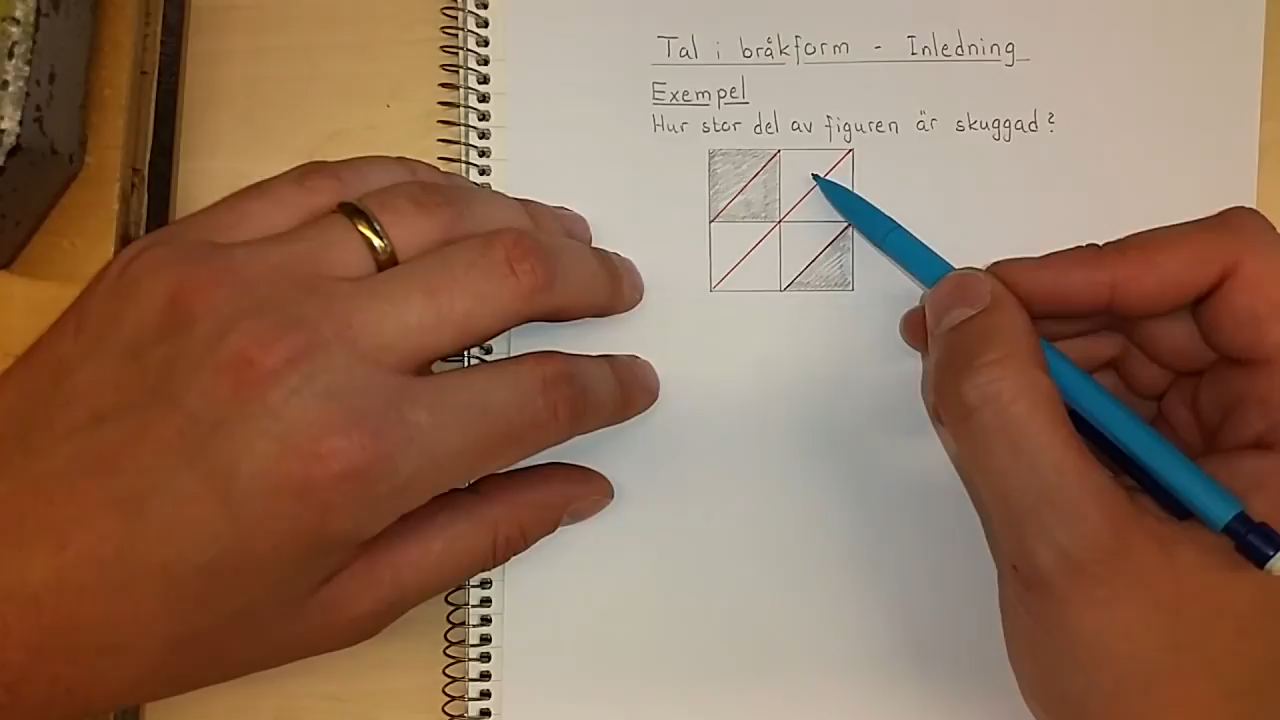 Tal i bråkform - Inledning
Exempel
Hur stor del av figuren är skuggad?